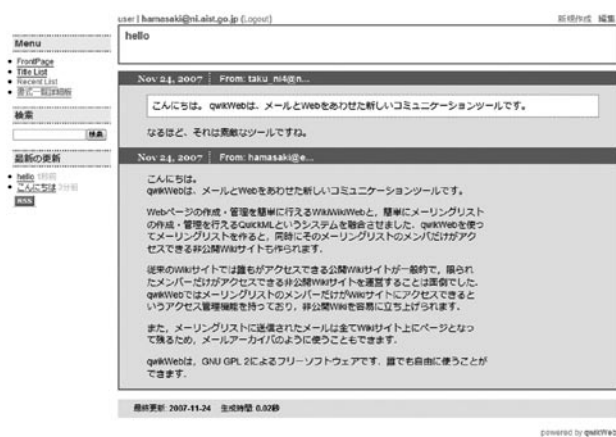 user | hamasaki@ni.aist.go.jp (Logout)
新規作成 編集
Menu
FrontPage
Title List
Recent List
書式一覧詳細版
検索
検索
最新の更新
hello 1秒前
こんにちは 3分前
RSS
hello
Nov 24, 2007 From: taku_ni4@n...
こんにちは。 qwikWebは、メールとWebをあわせた新しいコミュニケーションツールです。
なるほど、それは素敵なツールですね。
Nov 24, 2007 From: hamasaki@e...
こんにちは。
qwikWebは、メールとWebをあわせた新しいコミュニケーションツールです。
Webページの作成・管理を簡単に行えるWikiWikiWebと、簡単にメーリングリスト
の作成・管理を行えるQuickMLというシステムを融合させました．qwikWebを使っ
てメーリングリストを作ると，同時にそのメーリングリストのメンバだけがアク
セスできる非公開Wikiサイトも作られます．
従来のWikiサイトでは誰もがアクセスできる公開Wikiサイトが一般的で，限られ
たメンバーだけがアクセスできる非公開Wikiサイトを運営することは面倒でした．
qwikWebではメーリングリストのメンバーだけがWikiサイトにアクセスできると
いうアクセス管理機能を持っており，非公開Wikiを容易に立ち上げられます．
また，メーリングリストに送信されたメールは全てWikiサイト上にページとなっ
て残るため，メールアーカイバのように使うこともできます．
qwikWebは，GNU GPL 2によるフリーソフトウェアです．誰でも自由に使うことが
できます．
最終更新: 2007-11-24 生成時間: 0.02秒
powered by qwikWeb